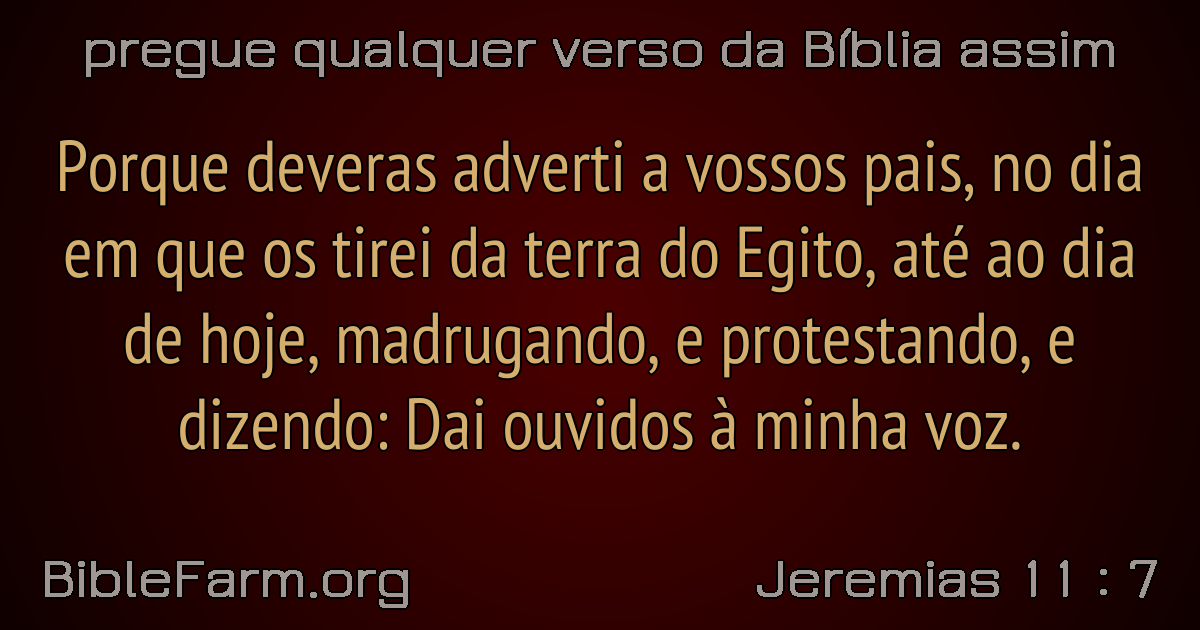 pregue qualquer verso da Bíblia assim
Porque deveras adverti a vossos pais, no dia
em que os tirei da terra do Egito, até ao dia
de hoje, madrugando, e protestando, e
dizendo: Dai ouvidos à minha voz.
BibleFarm.org
Jeremias 11 : 7